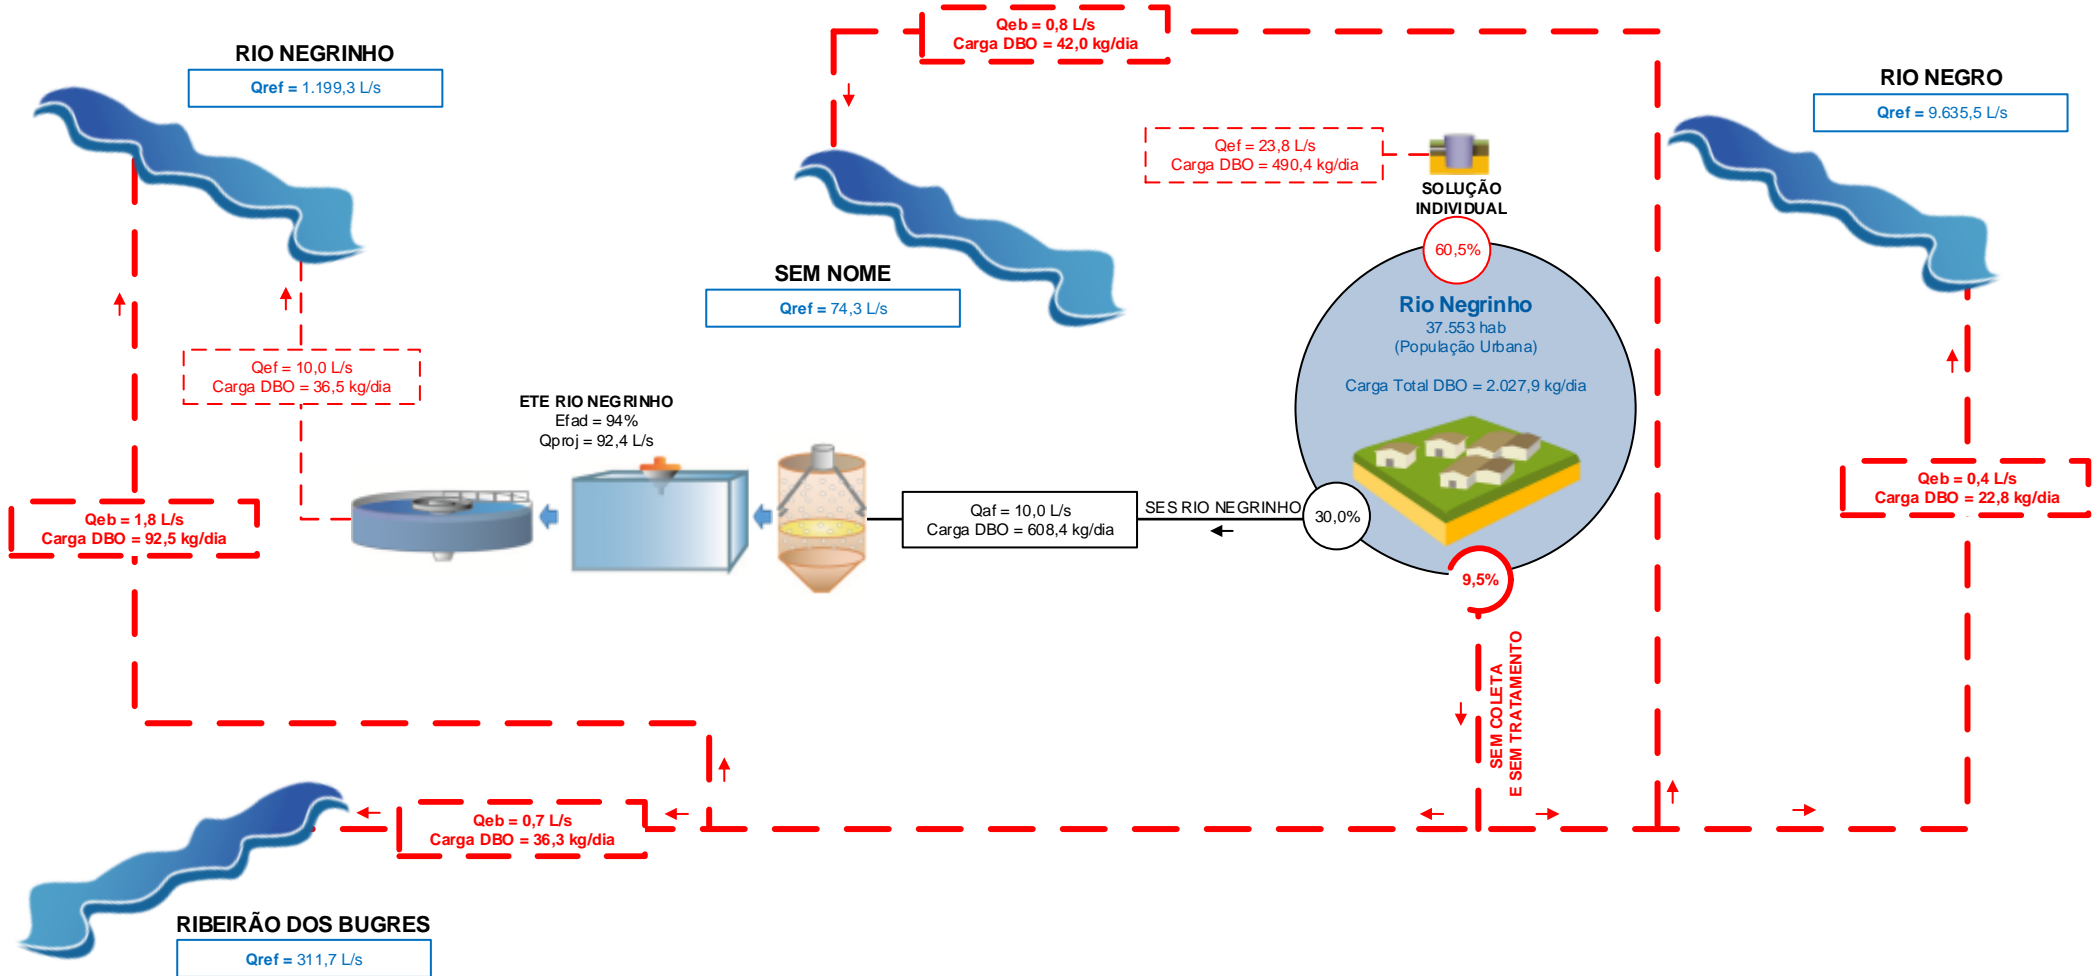 Qeb = 0,8 L/s
Carga DBO = 42,0 kg/dia
RIO NEGRINHO
Qref = 1.199,3 L/s
RIO NEGRO
Qref = 9.635,5 L/s
Qef = 23,8 L/s
Carga DBO = 490,4 kg/dia
SOLUÇÃO
INDIVIDUAL
60,5%
SEM NOME
Qref = 74,3 L/s
Rio Negrinho
37.553 hab
(População Urbana)
Carga Total DBO = 2.027,9 kg/dia
Qef = 10,0 L/s
Carga DBO = 36,5 kg/dia
ETE RIO NEGRINHO
Efad = 94%
Qproj = 92,4 L/s
Qeb = 1,8 L/s
Carga DBO = 92,5 kg/dia
Qaf = 10,0 L/s
Carga DBO = 608,4 kg/dia
SES RIO NEGRINHO
30,0%
Qeb = 0,4 L/s
Carga DBO = 22,8 kg/dia
9,5%
SEM COLETA
E SEM TRATAMENTO
Qeb = 0,7 L/s
Carga DBO = 36,3 kg/dia
RIBEIRÃO DOS BUGRES
Qref = 311,7 L/s